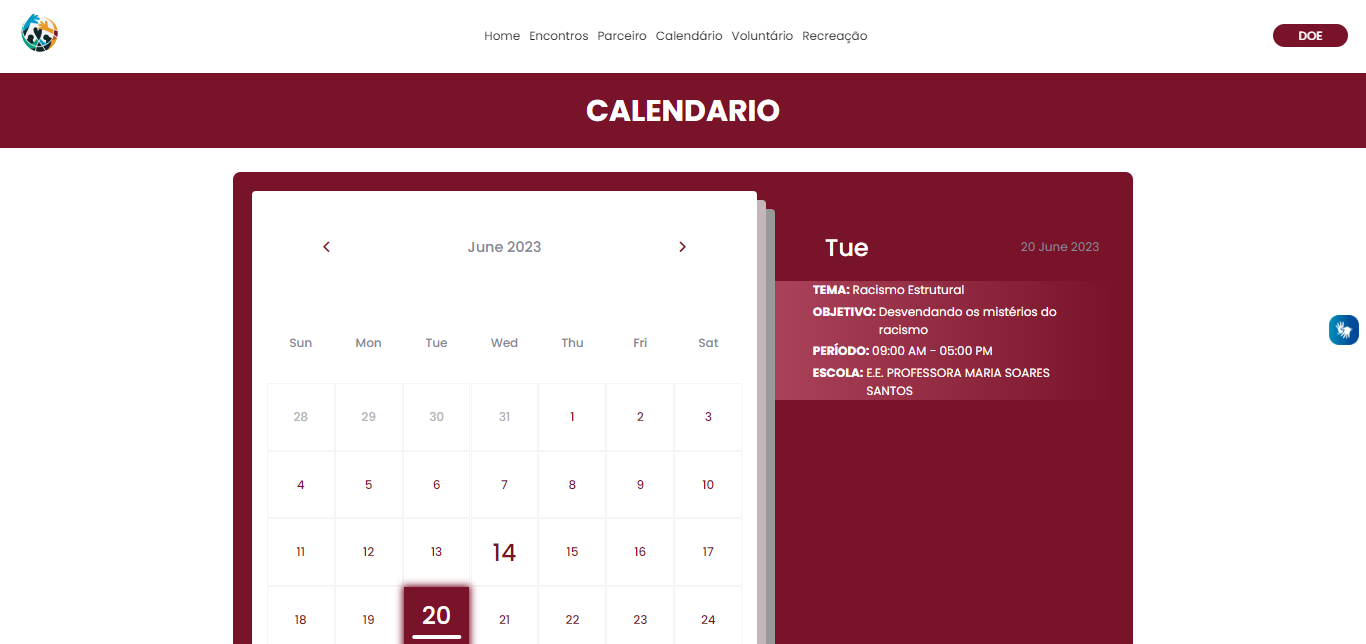 Home Encontros Parceiro Calendário Voluntário Recreação
DOE
CALENDARIO
June 2023
Sun Mon Tue Wed Thu Fri Sat
28 29 30 31 1 2 3
4 5 6 7 8 9 10
11 12 13 14 15 16 17
18 19 20 21 22 23 24
Tue
20 June 2023
TEMA: Racismo Estrutural
OBJETIVO: Desvendando os mistérios do
racismo
PERÍODO: 09:00 AM - 05:00 PM
ESCOLA: E.E. PROFESSORA MARIA SOARES
SANTOS